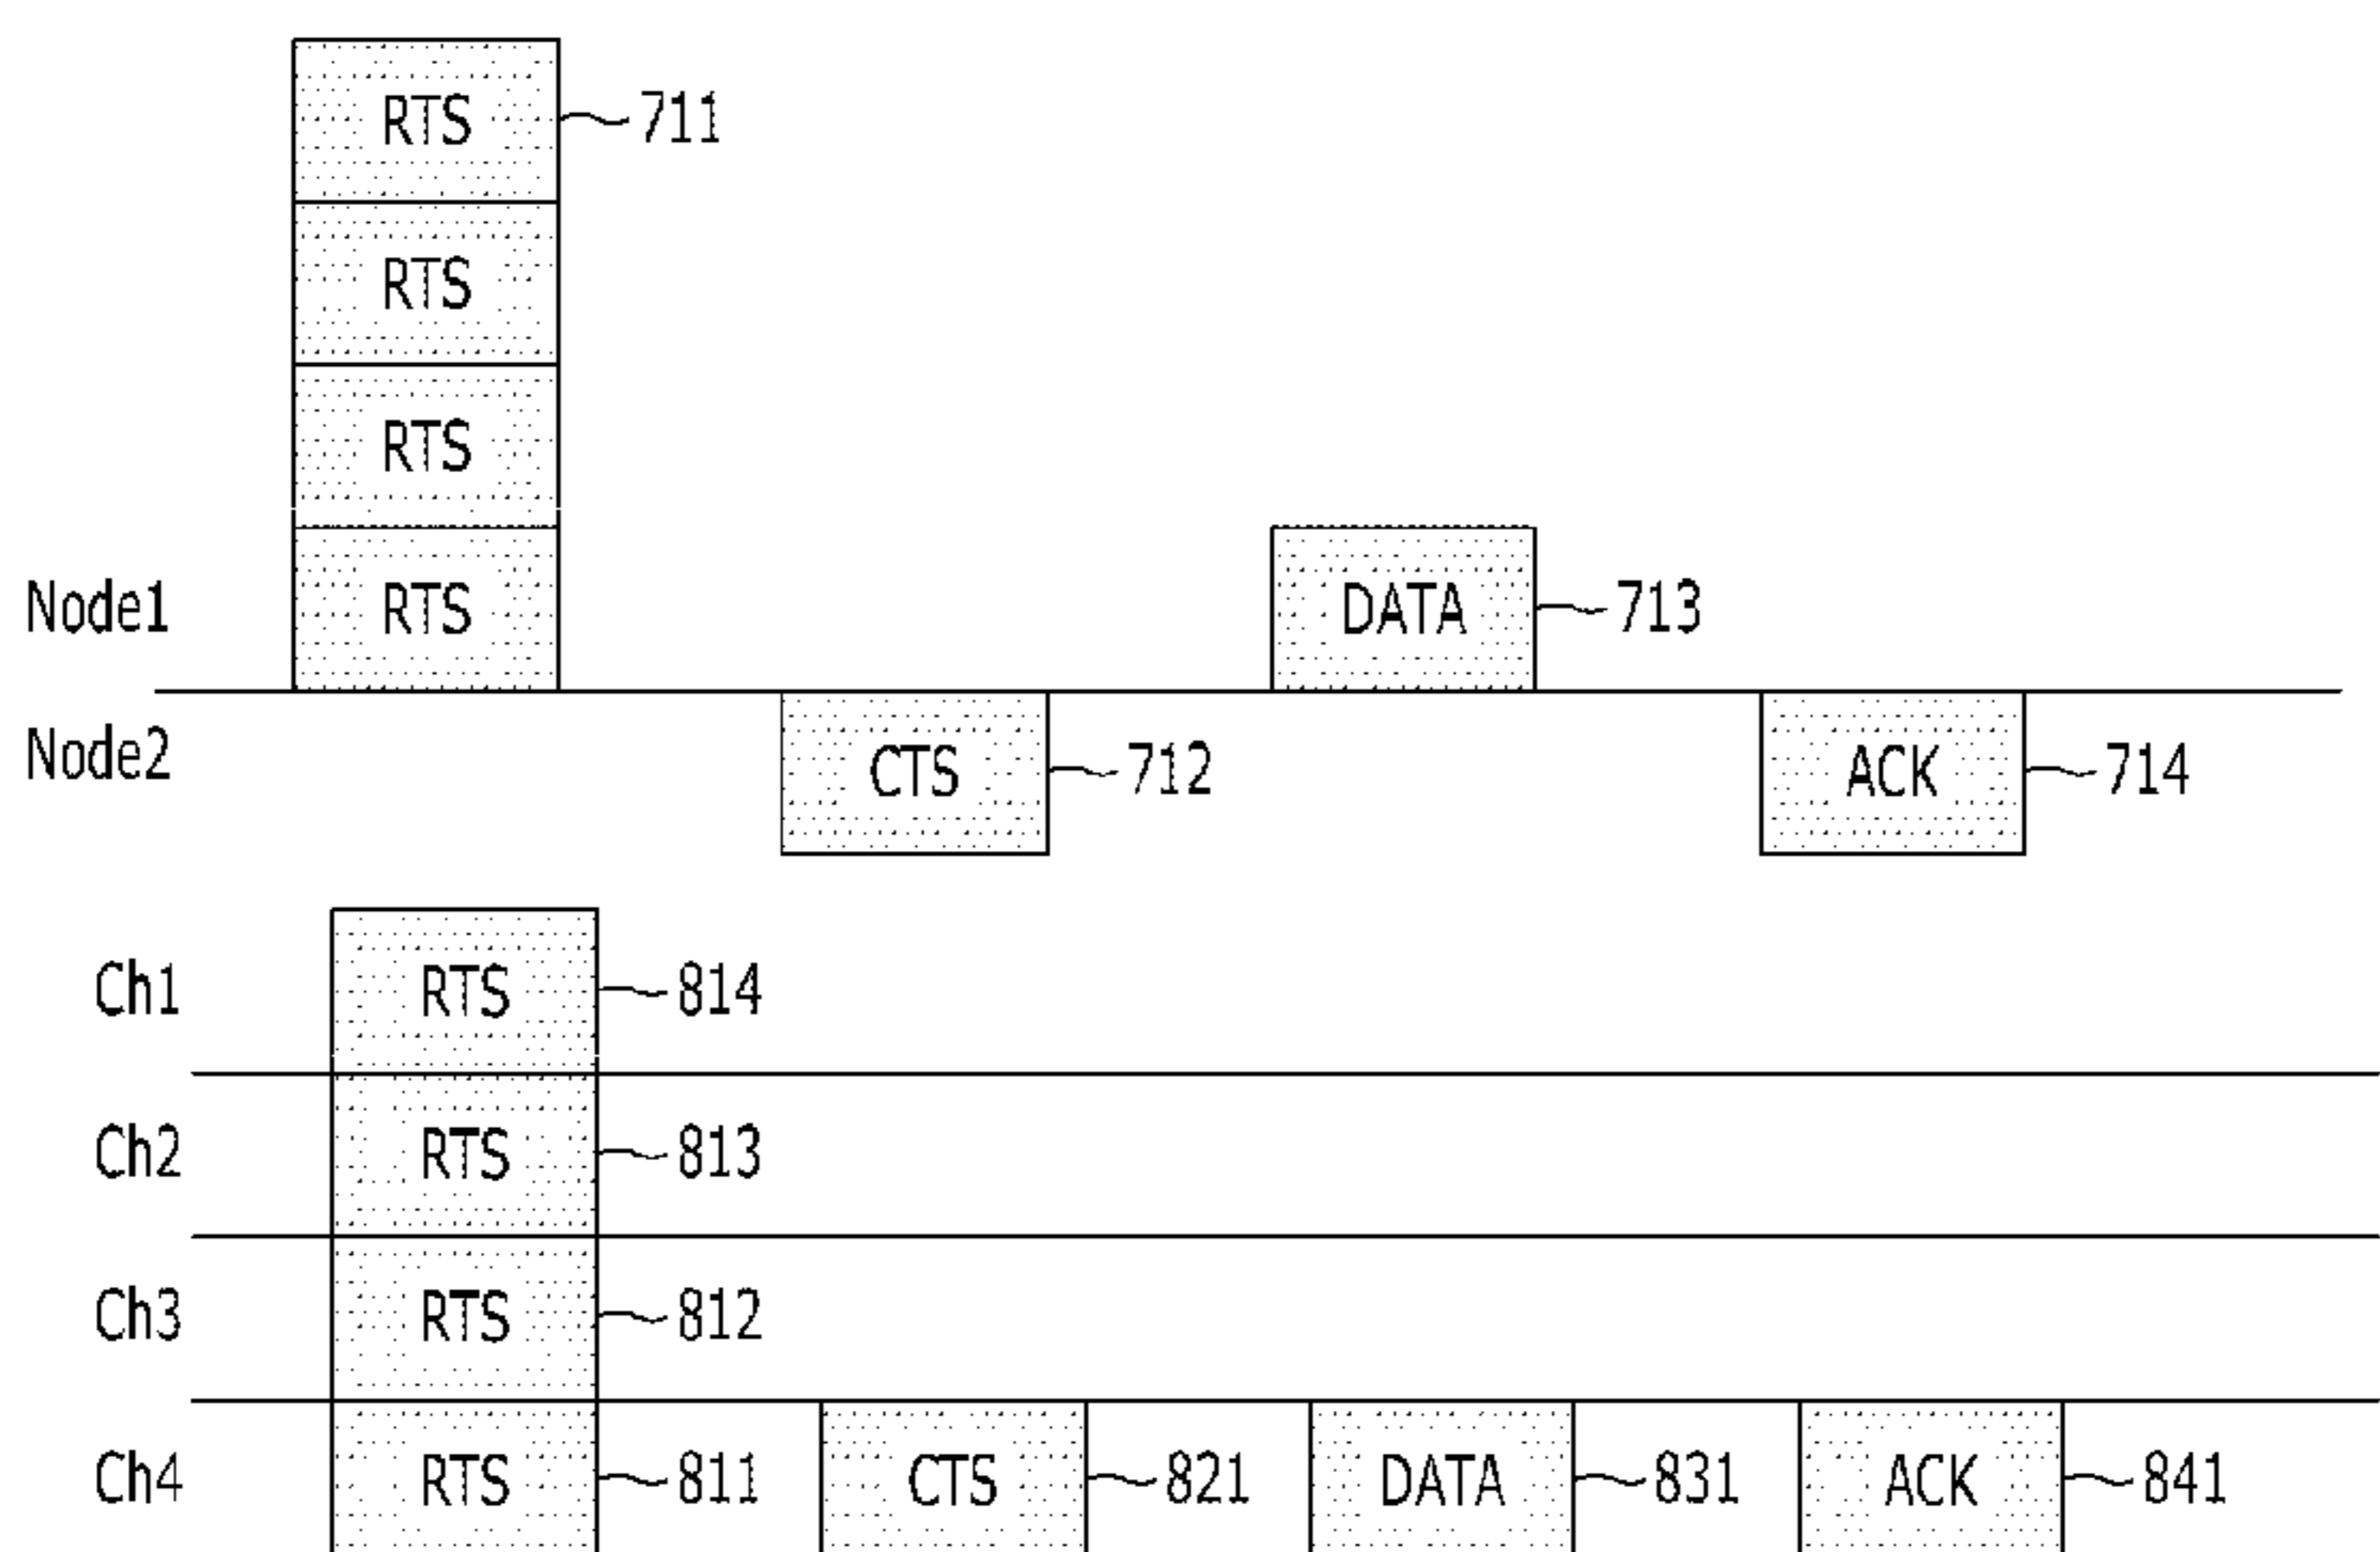 RTS 711
RTS
RTS
Node1 RTS DATA 713
Node2 CTS 712 ACK 714
Ch1 RTS 814
Ch2 RTS 813
Ch3 RTS 812
Ch4 RTS 811 CTS 821 DATA 831 ACK 841